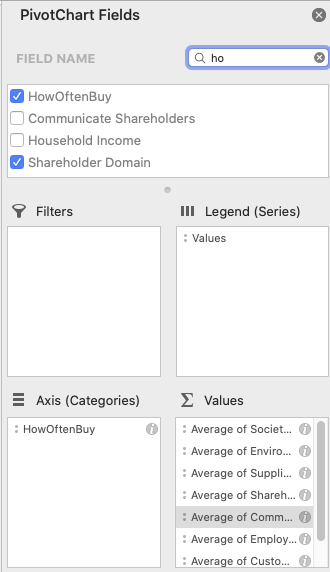 PivotChart Fields
FIELD NAME
ho
HowOftenBuy
Communicate Shareholders
Household Income
Shareholder Domain
Filters
Legend (Series)
Values
Axis (Categories)
Values
HowOftenBuy
Average of Societ...
Average of Enviro...
Average of Suppli...
Average of Shareh...
Average of Comm...
Average of Employ...
Average of Custo...